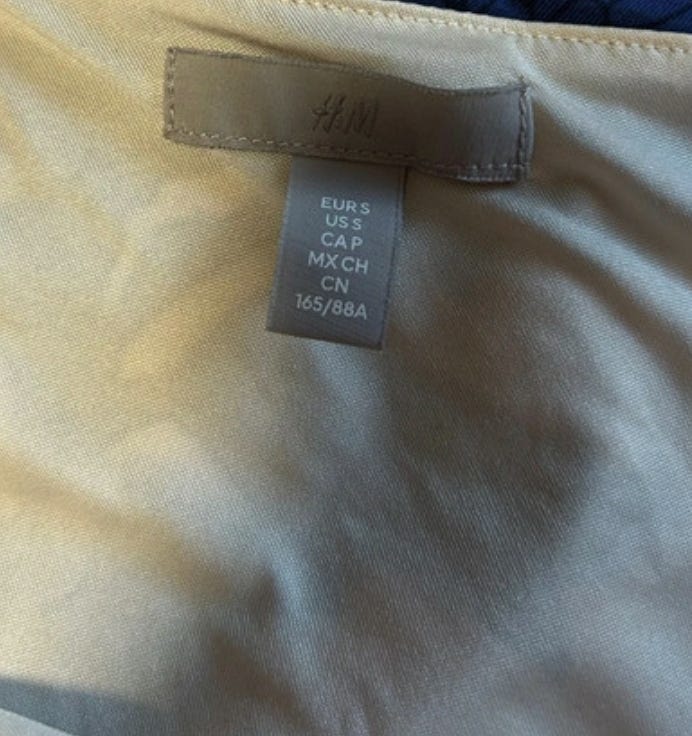 H&M
EUR S
US S
CA P
MX CH
CN
165/88A